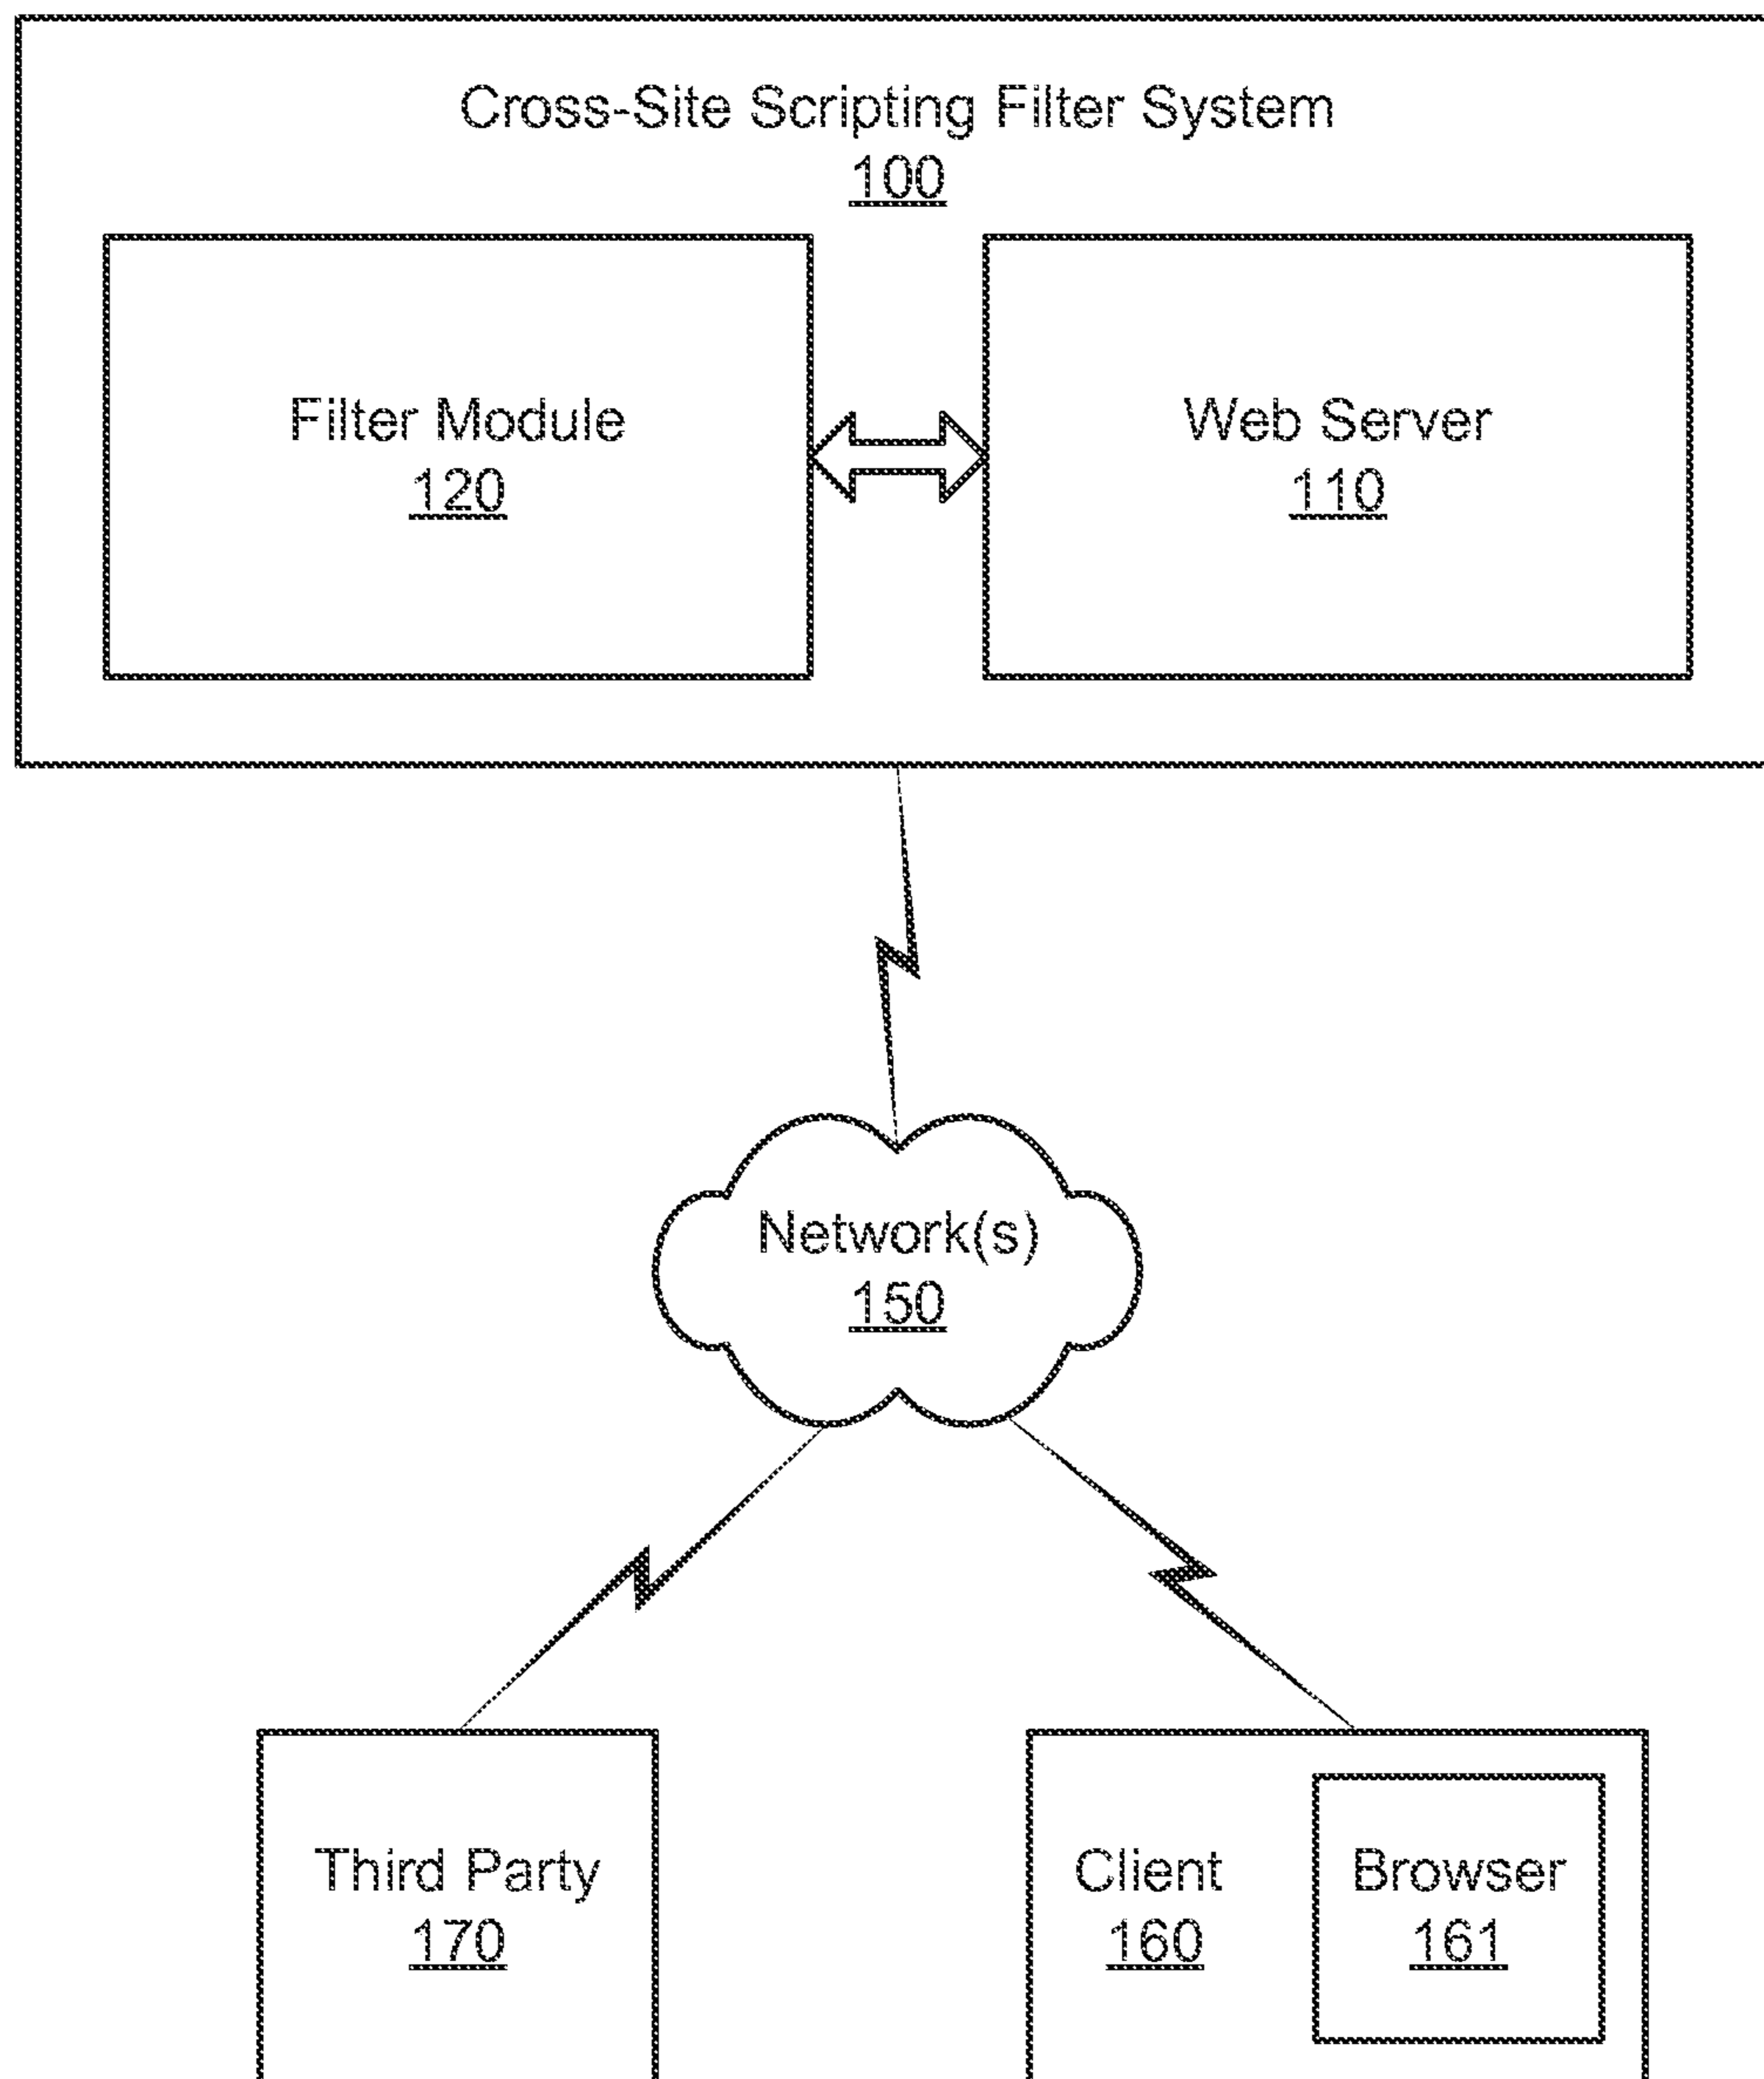 Cross-Site Scripting Filter System
100
Filter Module
120
Web Server
110
Network(s)
150
Third Party
170
Client
160
Browser
161